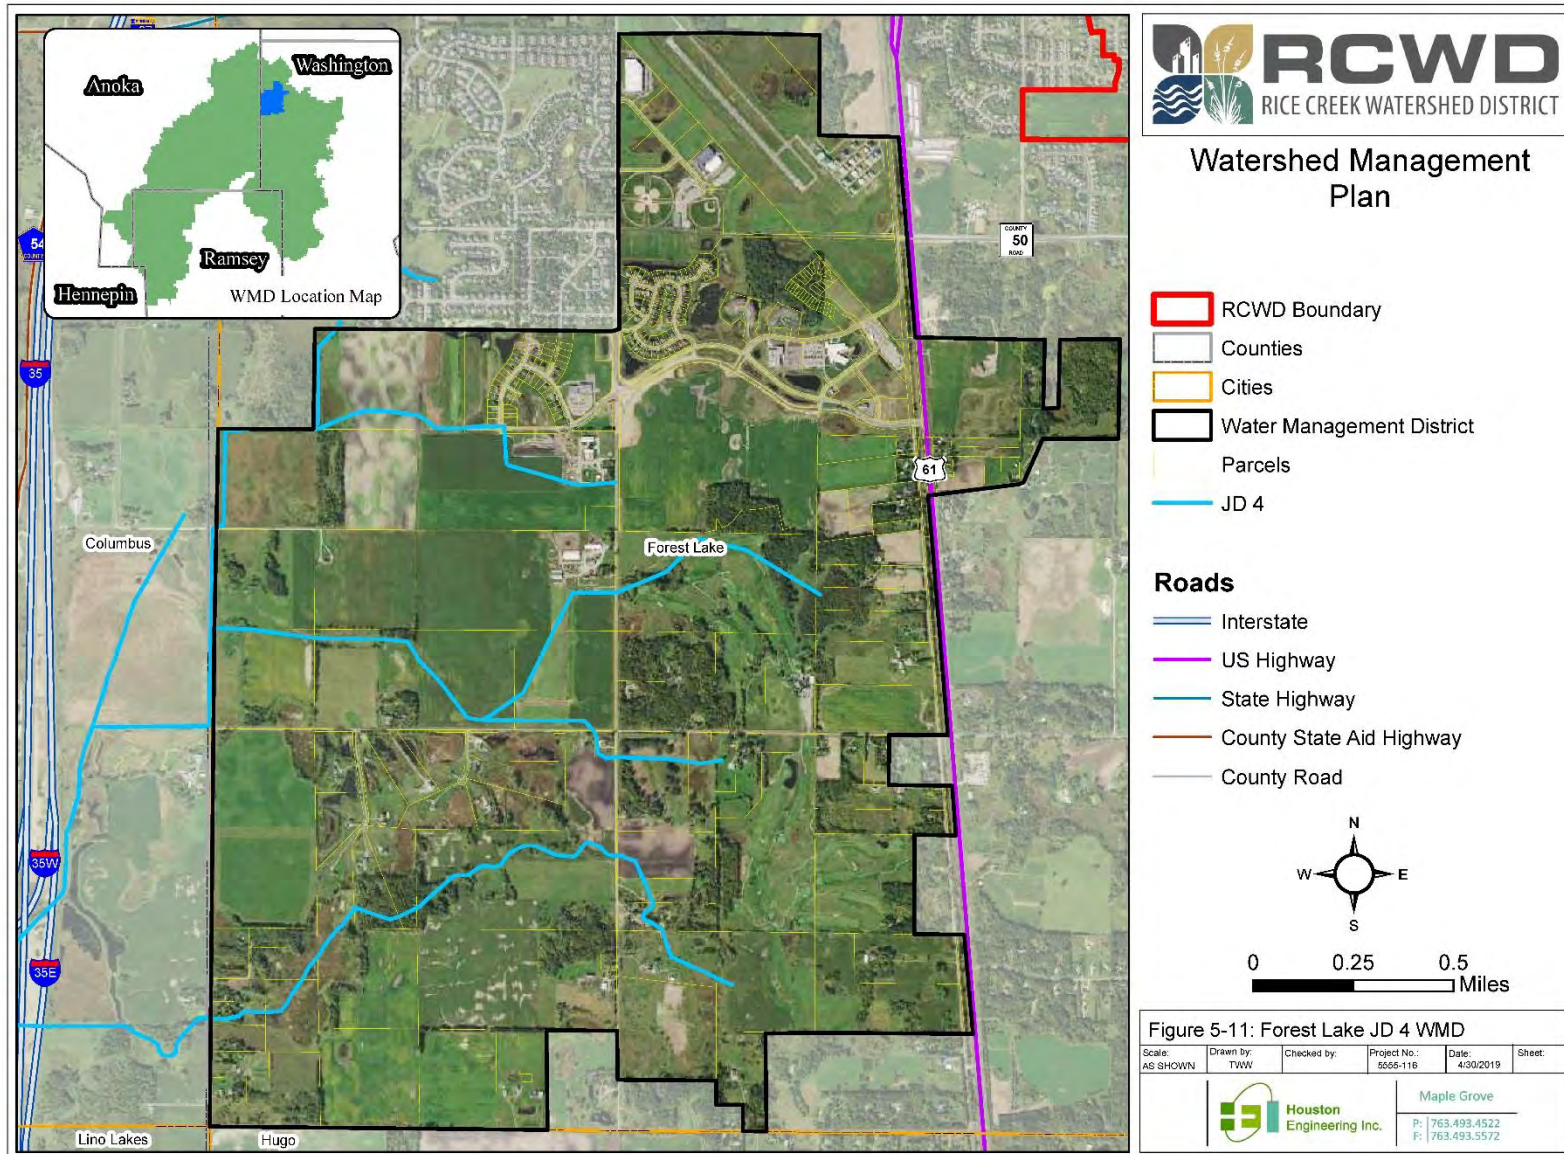 Anoka
Washington
Ramsey
Hennepin
WMD Location Map
54
COUNTY
35
COUNTY
50
ROAD
61
Columbus
Forest Lake
35W
35E
Lino Lakes
Hugo
RCWD
RICE CREEK WATERSHED DISTRICT
Watershed Management
Plan
RCWD Boundary
Counties
Cities
Water Management District
Parcels
JD 4
Roads
Interstate
US Highway
State Highway
County State Aid Highway
County Road
N
W
E
S
0
0.25
0.5
Miles
Figure 5-11: Forest Lake JD 4 WMD
Scale:
AS SHOWN
Drawn by:
TWW
Checked by:
Project No.:
5555-116
Date:
4/30/2019
Sheet:
Houston
Engineering Inc.
Maple Grove
P: 763.493.4522
F: 763.493.5572